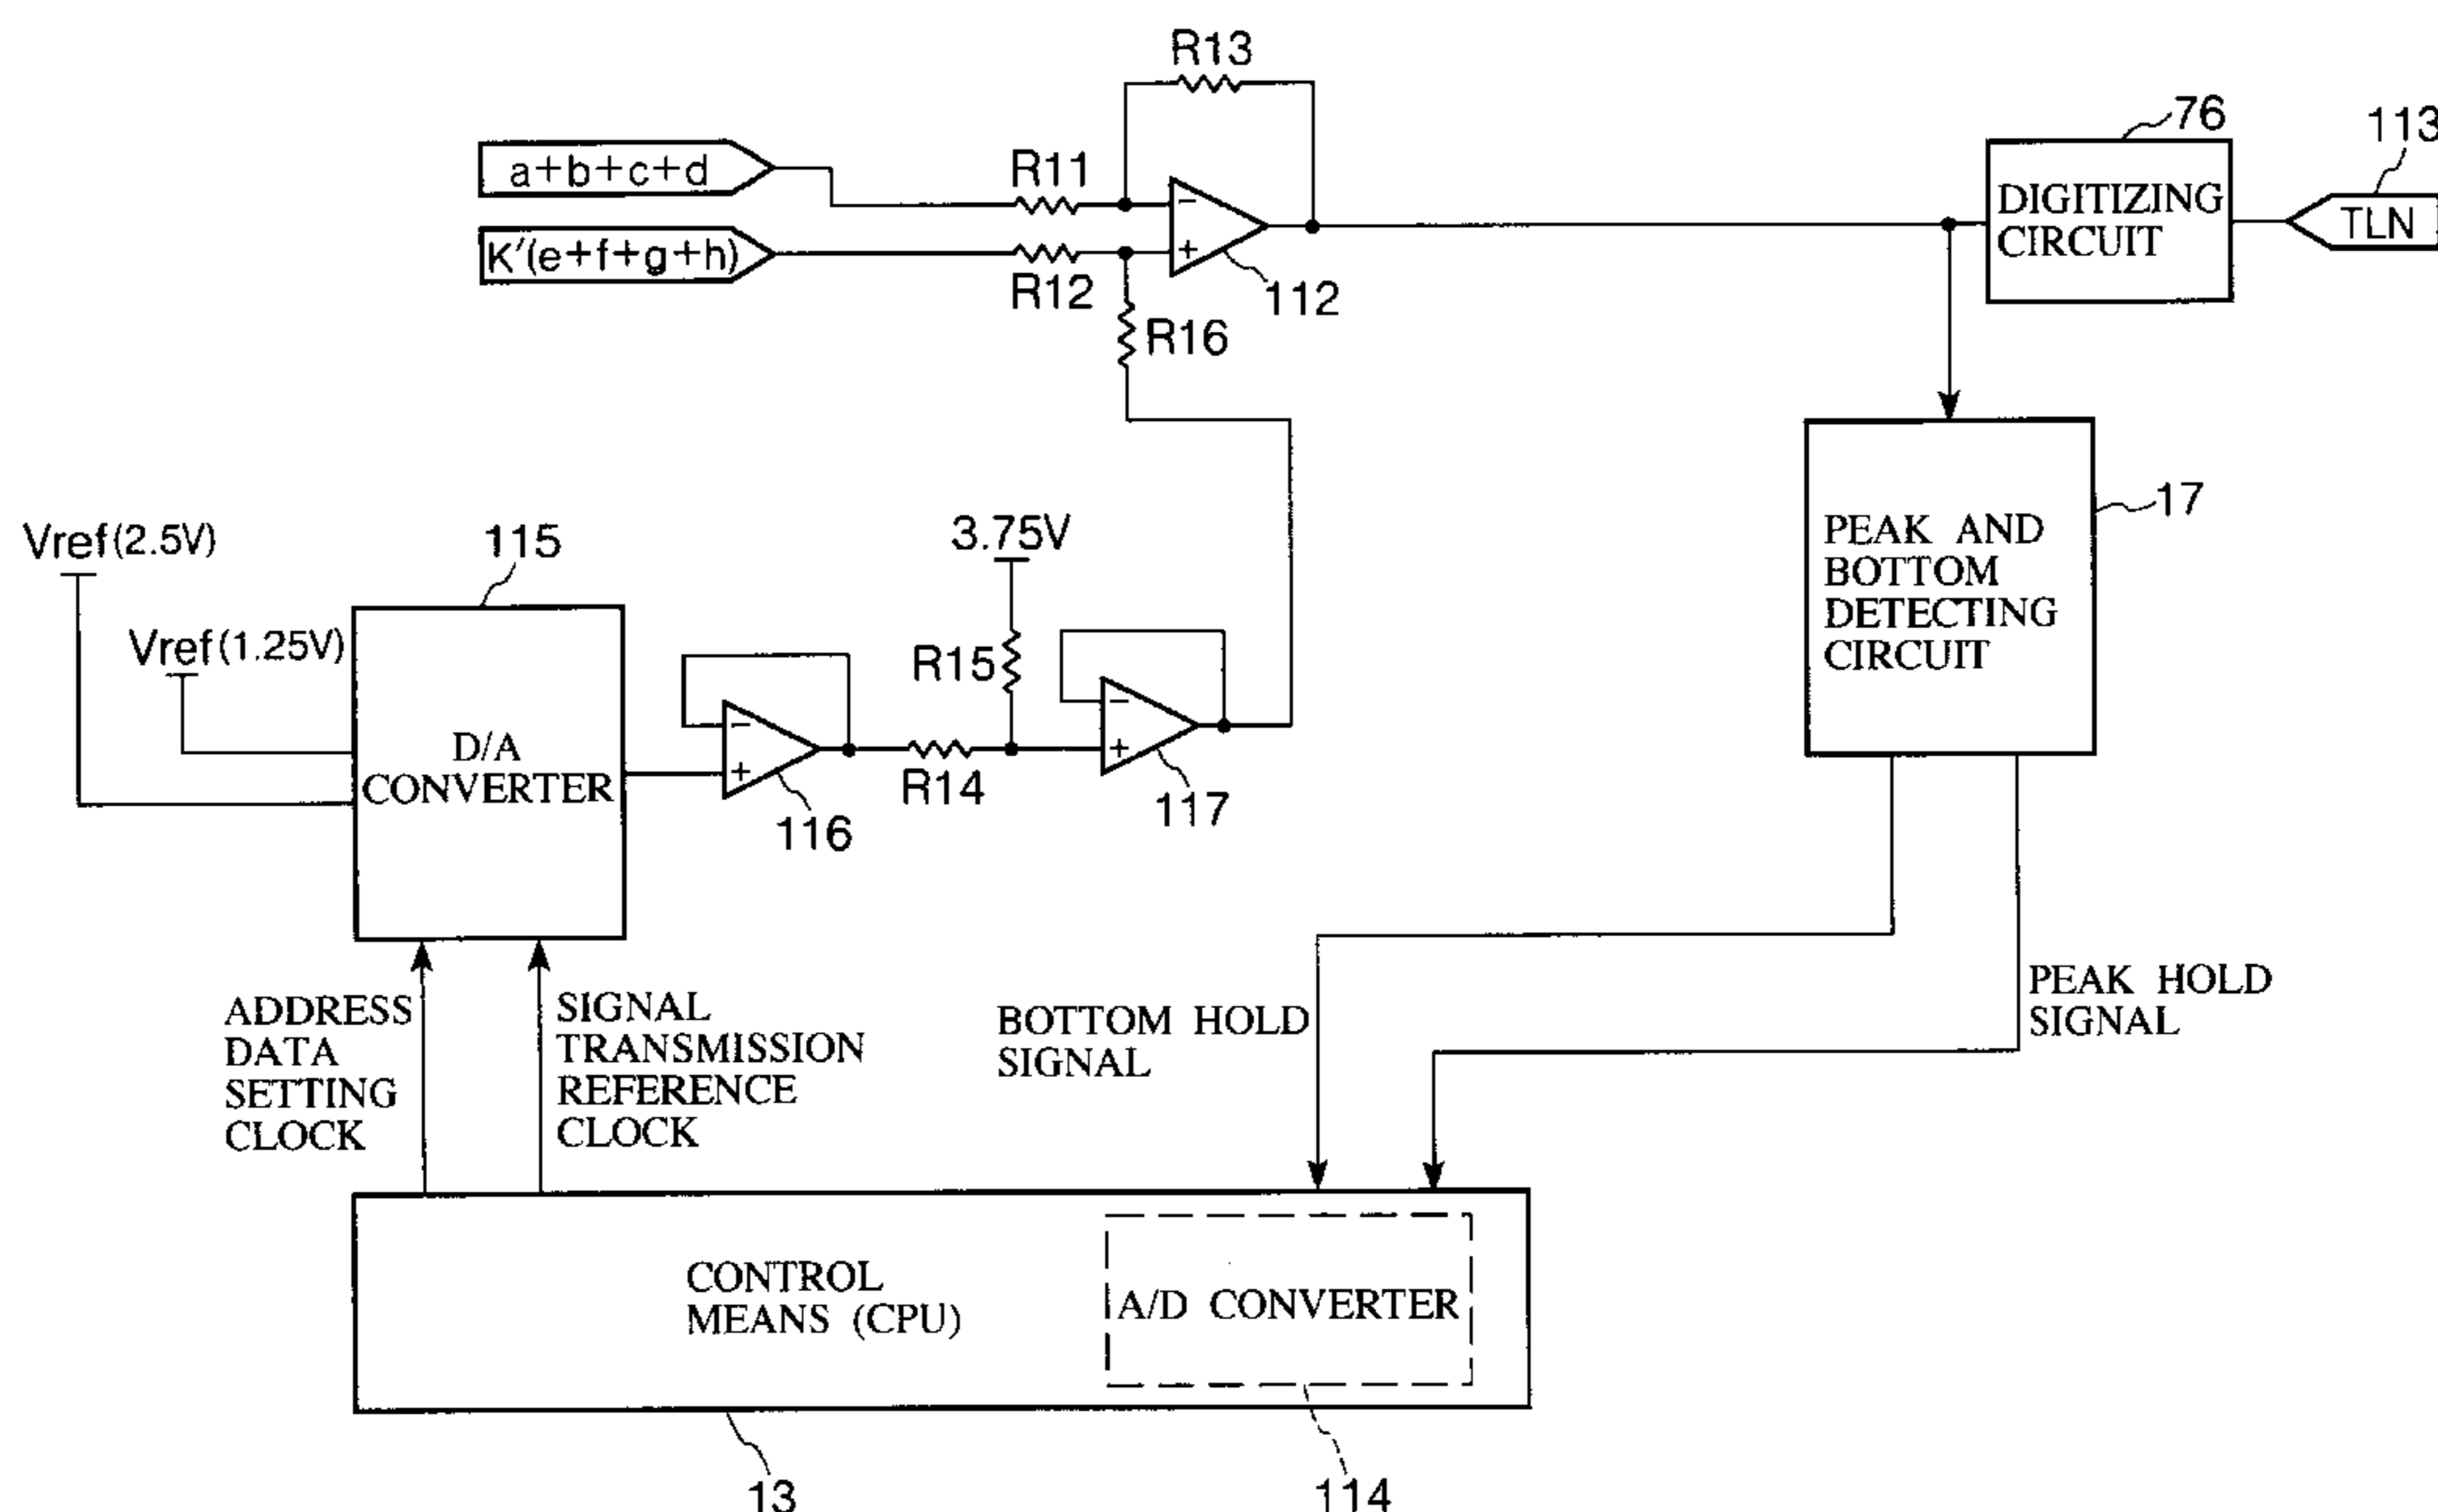 R13
76
113
a+b+c+d
R11
DIGITIZING
CIRCUIT
TLN
K′(e+f+g+h)
−
+
R12
112
R16
Vref(2.5V)
115
3.75V
17
PEAK AND
BOTTOM
DETECTING
CIRCUIT
Vref(1.25V)
R15
D/A
CONVERTER
−
+
R14
−
+
116
117
ADDRESS
DATA
SETTING
CLOCK
SIGNAL
TRANSMISSION
REFERENCE
CLOCK
BOTTOM HOLD
SIGNAL
PEAK HOLD
SIGNAL
CONTROL
MEANS (CPU)
A/D CONVERTER
13
114